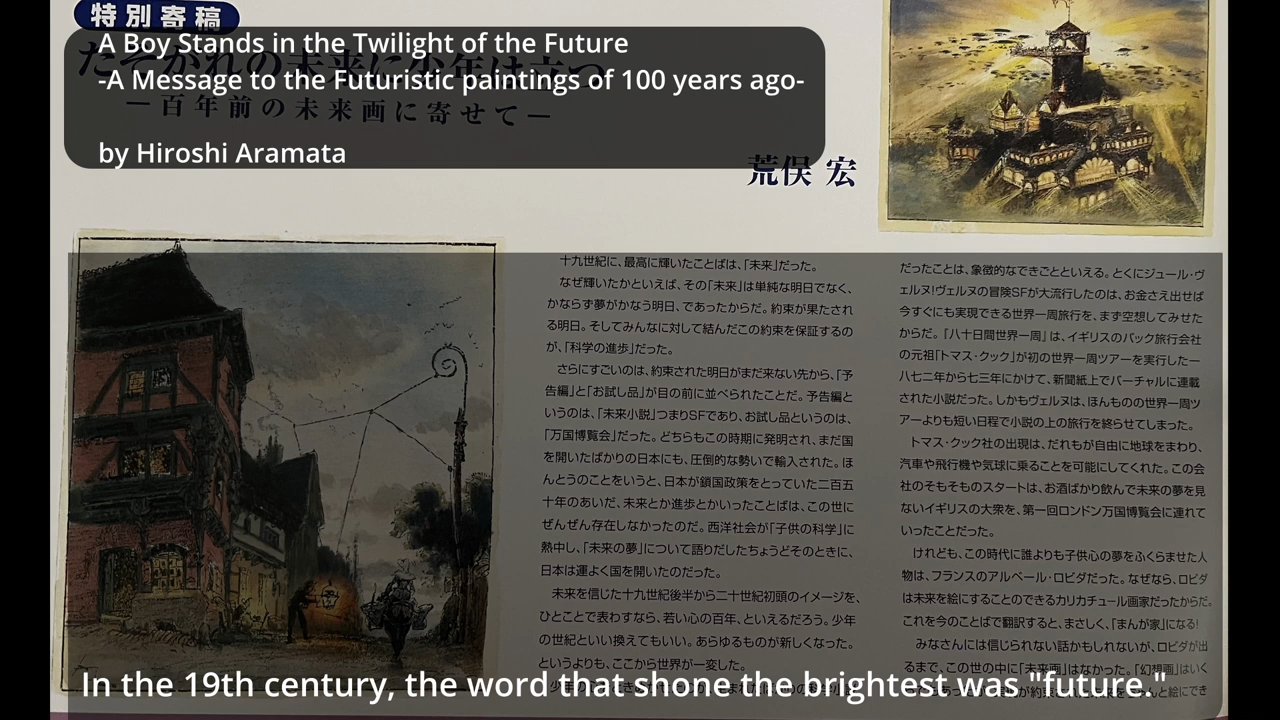 特別寄稿
A Boy Stands in the Twilight of the Future
-A Message to the Futuristic paintings of 100 years ago-
by Hiroshi Aramata
たそがれの未来に少年は立つ
―百年前の未来画に寄せて―
荒俣 宏
十九世紀に、最高に輝いたことばは、「未来」だった。
なぜ輝いたかといえば、その「未来」は単純な明日でなく、
かならず夢がかなう明日、であったからだ。約束が果たされ
る明日。そしてみんなに対して結んだこの約束を保証するの
が、「科学の進歩」だった。
さらにすごいのは、約束された明日がまだ来ない先から、「予
告編」と「お試し品」が目の前に並べられたことだ。予告編と
いうのは、「未来小説」つまりSFであり、お試し品というのは、
「万国博覧会」だった。どちらもこの時期に発明され、まだ国
を開いたばかりの日本にも、圧倒的な勢いで輸入された。ほ
んとうのことをいうと、日本が鎖国政策をとっていた二百五
十年のあいだ、未来とか進歩とかいったことばは、この世に
ぜんぜん存在しなかったのだ。西洋社会が「子供の科学」に
熱中し、「未来の夢」について語りだしたちょうどそのときに、
日本は運よく国を開いたのだった。
未来を信じた十九世紀後半から二十世紀初頭のイメージを、
ひとことで表わすなら、若い心の百年、といえるだろう。少年
の世紀といい換えてもいい。あらゆるものが新しくなった。
というよりも、ここから世界が一変した。
だったことは、象徴的なできごとといえる。とくにジュール・ヴ
ェルヌ!ヴェルヌの冒険SFが大流行したのは、お金さえ出せば
今すぐにも実現できる世界一周旅行を、まず空想してみせた
からだ。『八十日間世界一周』は、イギリスのパック旅行会社
の元祖「トマス・クック」が初の世界一周ツアーを実行した一
八七二年から七三年にかけて、新聞紙上でバーチャルに連載
された小説だった。しかもヴェルヌは、ほんものの世界一周ツ
アーよりも短い日程で小説の上の旅行を終らせてしまった。
トマス・クック社の出現は、だれもが自由に地球をまわり、
汽車や飛行機や気球に乗ることを可能にしてくれた。この会
社のそもそものスタートは、お酒ばかり飲んで未来の夢を見
ないイギリスの大衆を、第一回ロンドン万国博覧会に連れて
いったことだった。
けれども、この時代に誰よりも子供心の夢をふくらませた人
物は、フランスのアルベール・ロビダだった。なぜなら、ロビダ
は未来を絵にすることのできるカリカチュール画家だったからだ。
これを今のことばで翻訳すると、まさしく、「まんが家」になる!
みなさんには信じられない話かもしれないが、ロビダが出
るまで、この世の中に「未来画」はなかった。「幻想画」はいく
In the 19th century, the word that shone the brightest was "future."